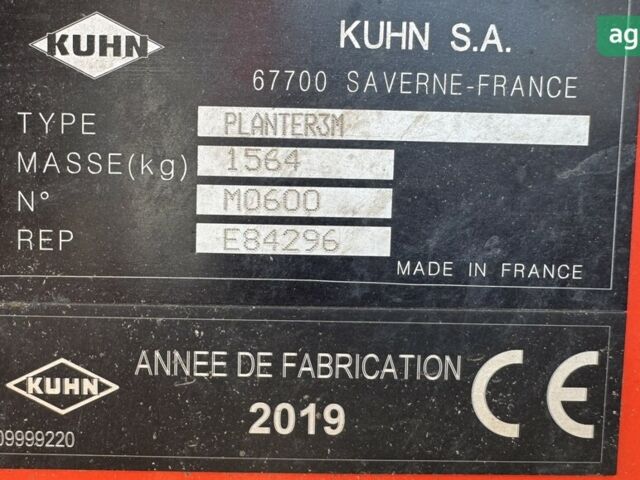 KUHN
KUHN S.A.
ag
67700 SAVERNE-FRANCE
TYPE PLANTER3M
MASSE(kg) 1564
N° M0600
REP E84296
MADE IN FRANCE
KUHN
ANNEE DE FABRICATION
2019
CE
09999220